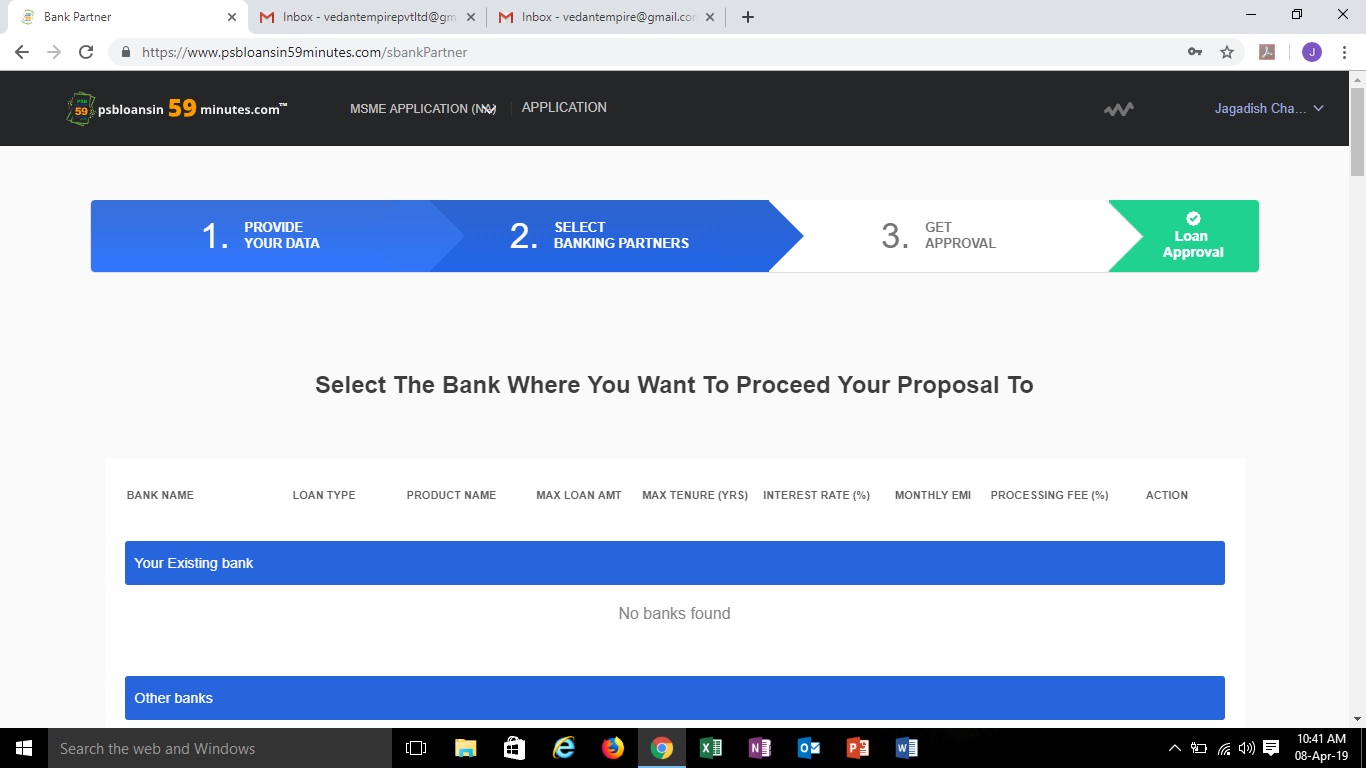 Bank Partner
Inbox - vedantempirepvtltd@gm
Inbox - vedantempire@gmail.cor
https://www.psbloansin59minutes.com/sbankPartner
J
PSB
59
psbloansin 59 minutes.com™
MSME APPLICATION (NA)
APPLICATION
Jagadish Cha...
1. PROVIDE
YOUR DATA
2. SELECT
BANKING PARTNERS
3. GET
APPROVAL
Loan
Approval
Select The Bank Where You Want To Proceed Your Proposal To
BANK NAME LOAN TYPE PRODUCT NAME MAX LOAN AMT MAX TENURE (YRS) INTEREST RATE (%) MONTHLY EMI PROCESSING FEE (%) ACTION
Your Existing bank
No banks found
Other banks
Search the web and Windows
10:41 AM
08-Apr-19